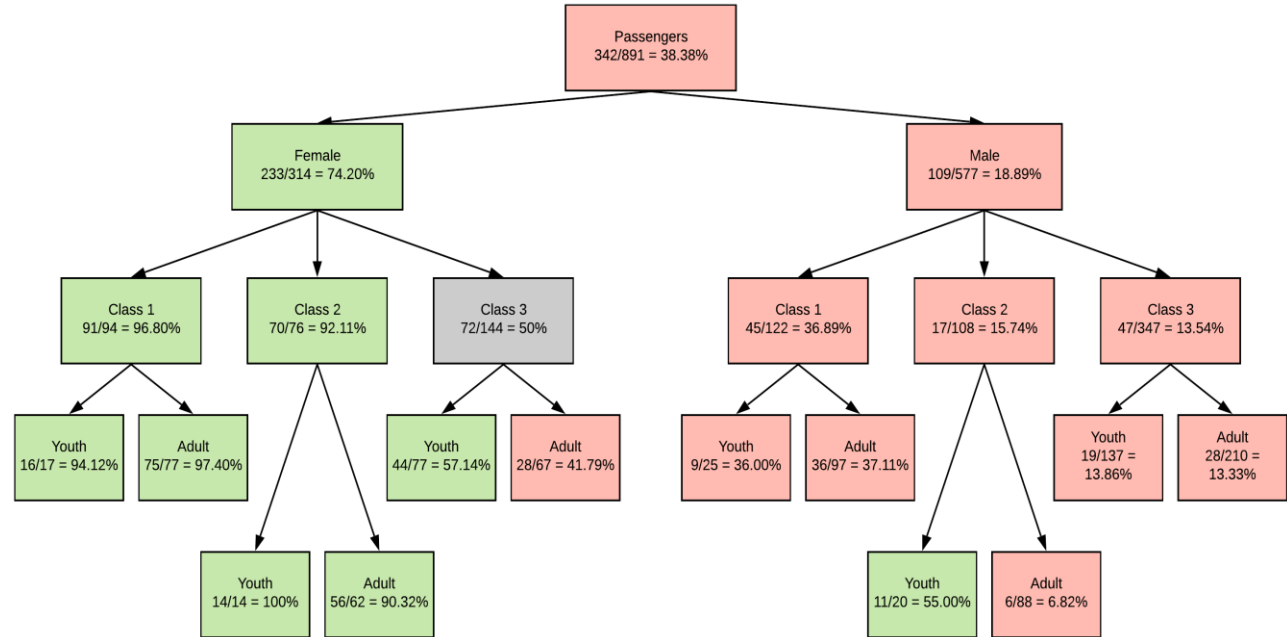 Passengers
342/891 = 38.38%
Female
233/314 = 74.20%
Male
109/577 = 18.89%
Class 1
91/94 = 96.80%
Class 2
70/76 = 92.11%
Class 3
72/144 = 50%
Class 1
45/122 = 36.89%
Class 2
17/108 = 15.74%
Class 3
47/347 = 13.54%
Youth
16/17 = 94.12%
Adult
75/77 = 97.40%
Youth
44/77 = 57.14%
Adult
28/67 = 41.79%
Youth
9/25 = 36.00%
Adult
36/97 = 37.11%
Youth
19/137 =
13.86%
Adult
28/210 =
13.33%
Youth
14/14 = 100%
Adult
56/62 = 90.32%
Youth
11/20 = 55.00%
Adult
6/88 = 6.82%